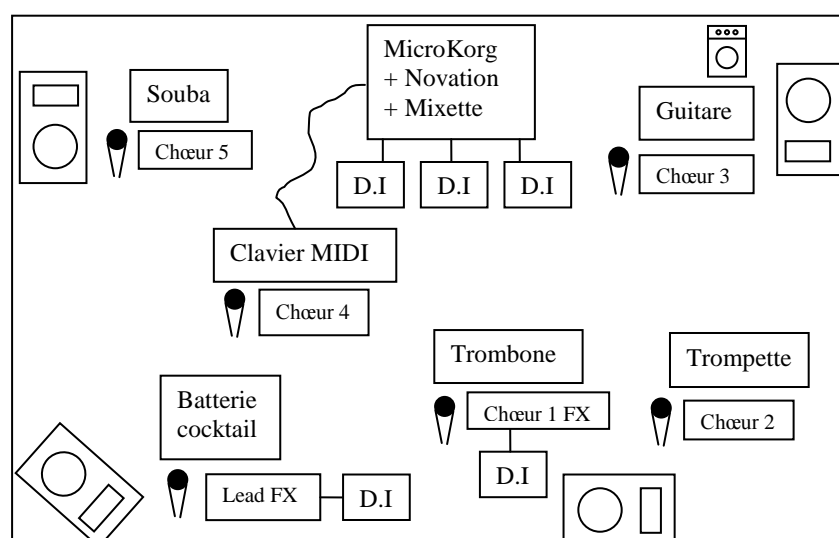 MicroKorg
+ Novation
+ Mixette
Souba
Guitare
Chœur 5
Chœur 3
D.I
D.I
D.I
Clavier MIDI
Chœur 4
Trombone
Trompette
Batterie
cocktail
Chœur 1 FX
Chœur 2
Lead FX
D.I
D.I